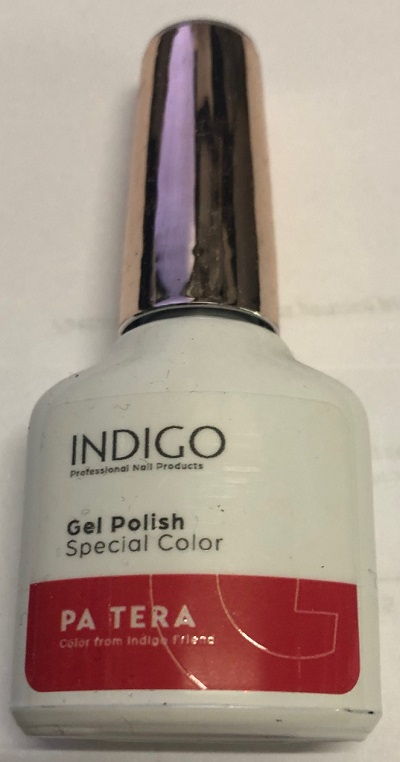 INDIGO
Professional Nail Products
Gel Polish
Special Color
PA TERA
Color from Indigo Friend